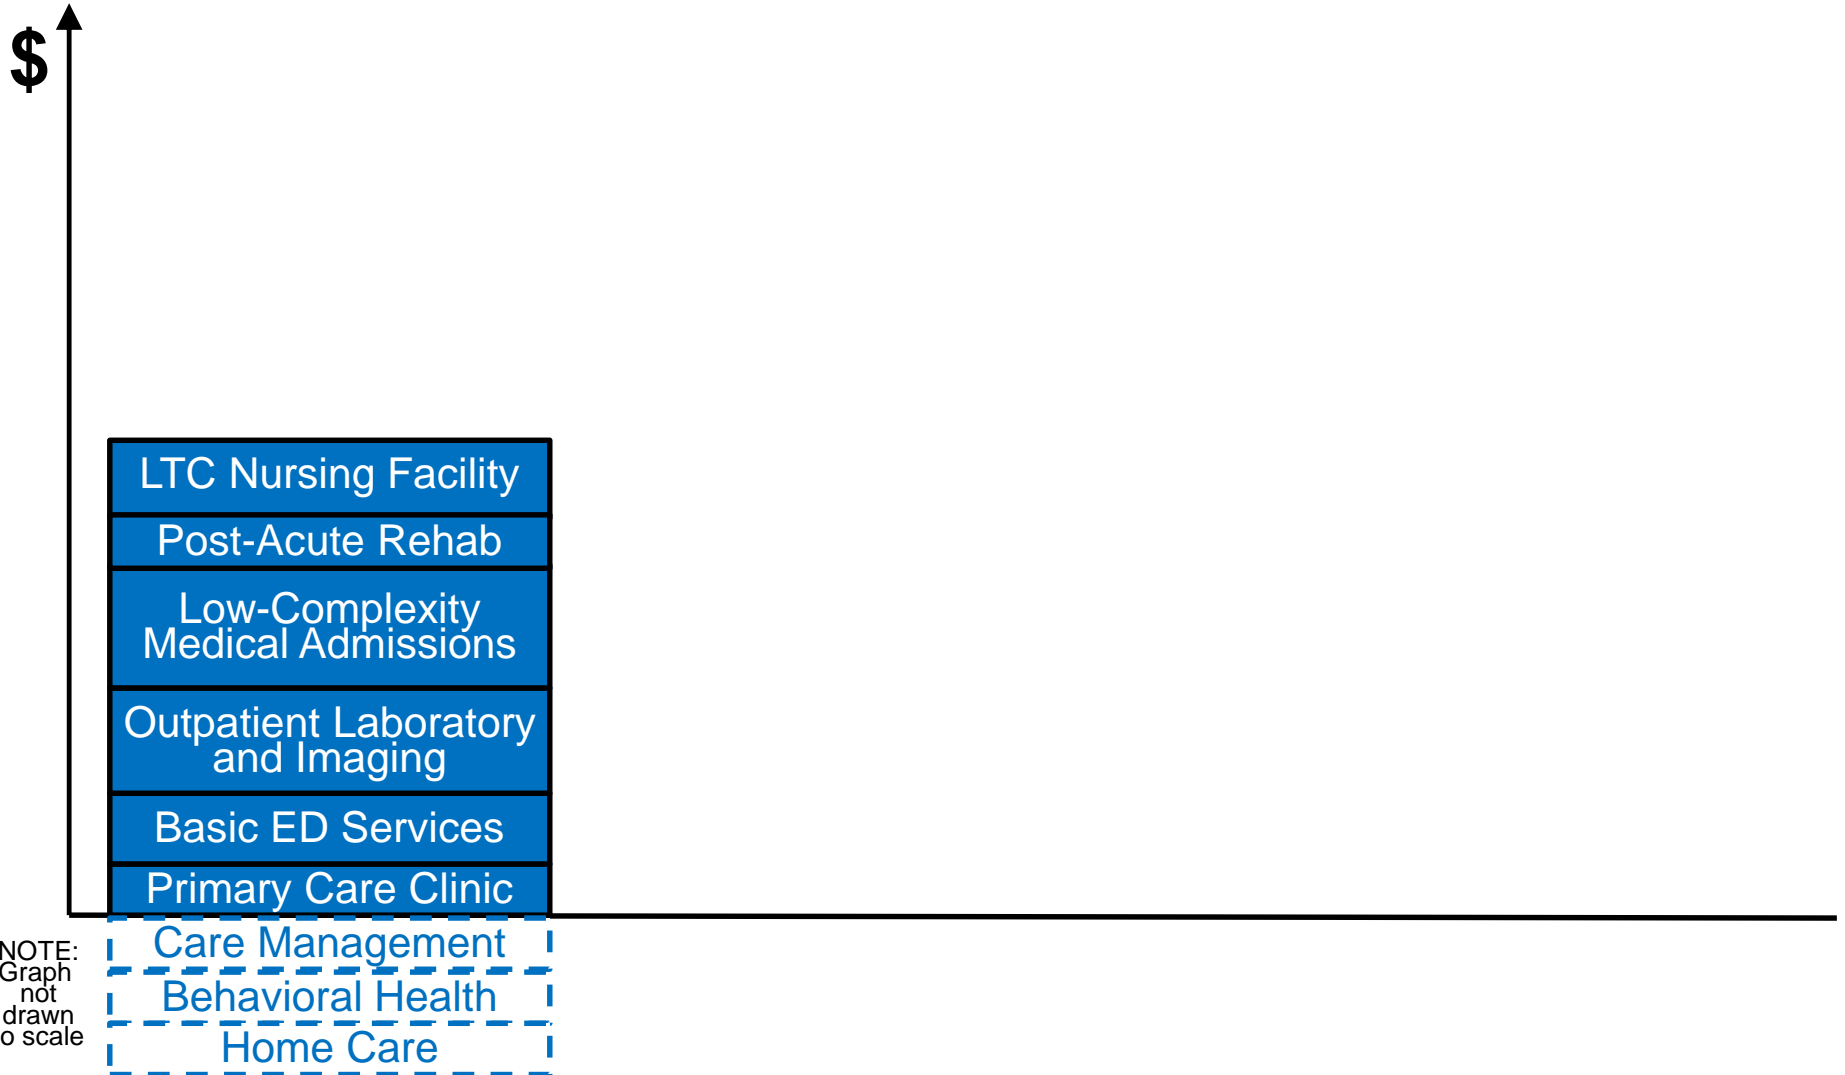 $
LTC Nursing Facility
Post-Acute Rehab
Low-Complexity
Medical Admissions
Outpatient Laboratory
and Imaging
Basic ED Services
Primary Care Clinic
Care Management
Behavioral Health
Home Care
NOTE:
Graph
not
drawn
o scale